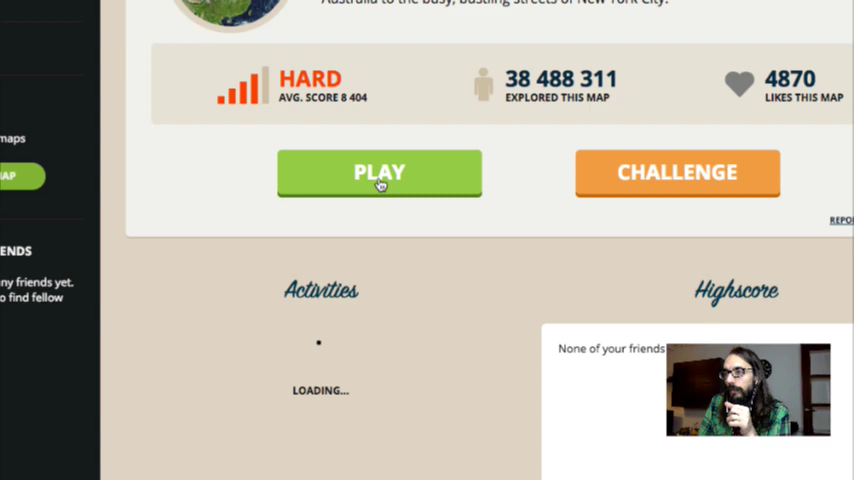 Australia to the busy, bustling streets of New York City.
HARD
AVG. SCORE 8 404
38 488 311
EXPLORED THIS MAP
4870
LIKES THIS MAP
maps
AP
PLAY
CHALLENGE
REPO
ENDS
ny friends yet.
o find fellow
Activities
Highscore
LOADING...
None of your friends